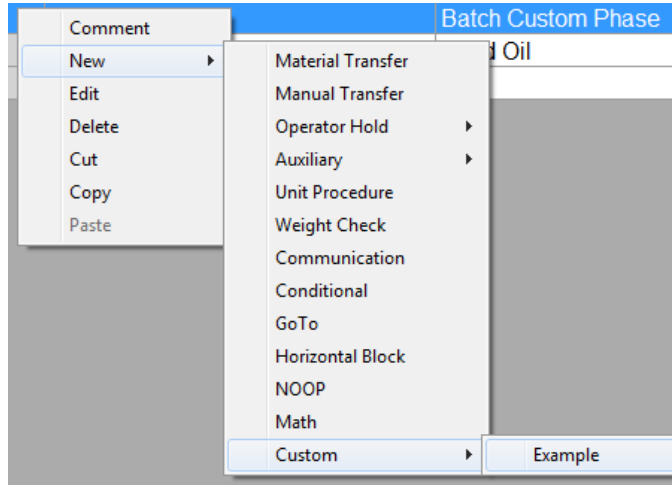 Batch Custom Phase
Oil
Comment
New
Edit
Delete
Cut
Copy
Paste
Material Transfer
Manual Transfer
Operator Hold
Auxiliary
Unit Procedure
Weight Check
Communication
Conditional
GoTo
Horizontal Block
NOOP
Math
Custom
Example